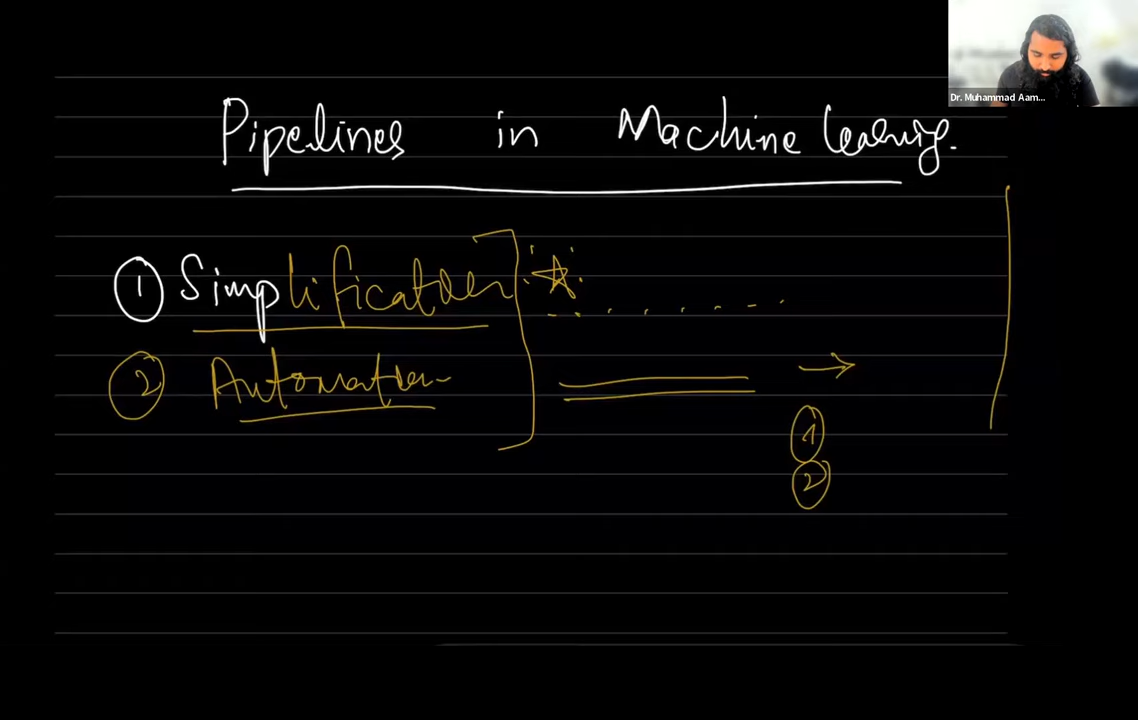 Dr. Muhammad Aam...
Pipelines in Machine Learning.
① Simplification
② Automation
①
②